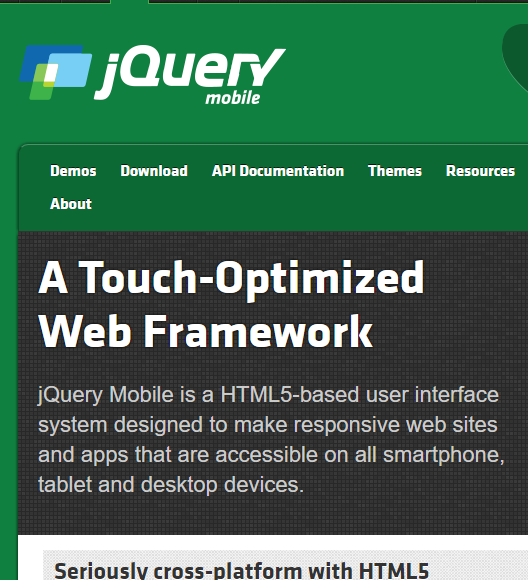 jQuery
mobile
Demos Download API Documentation Themes Resources
About
A Touch-Optimized
Web Framework
jQuery Mobile is a HTML5-based user interface
system designed to make responsive web sites
and apps that are accessible on all smartphone,
tablet and desktop devices.
Seriously cross-platform with HTML5